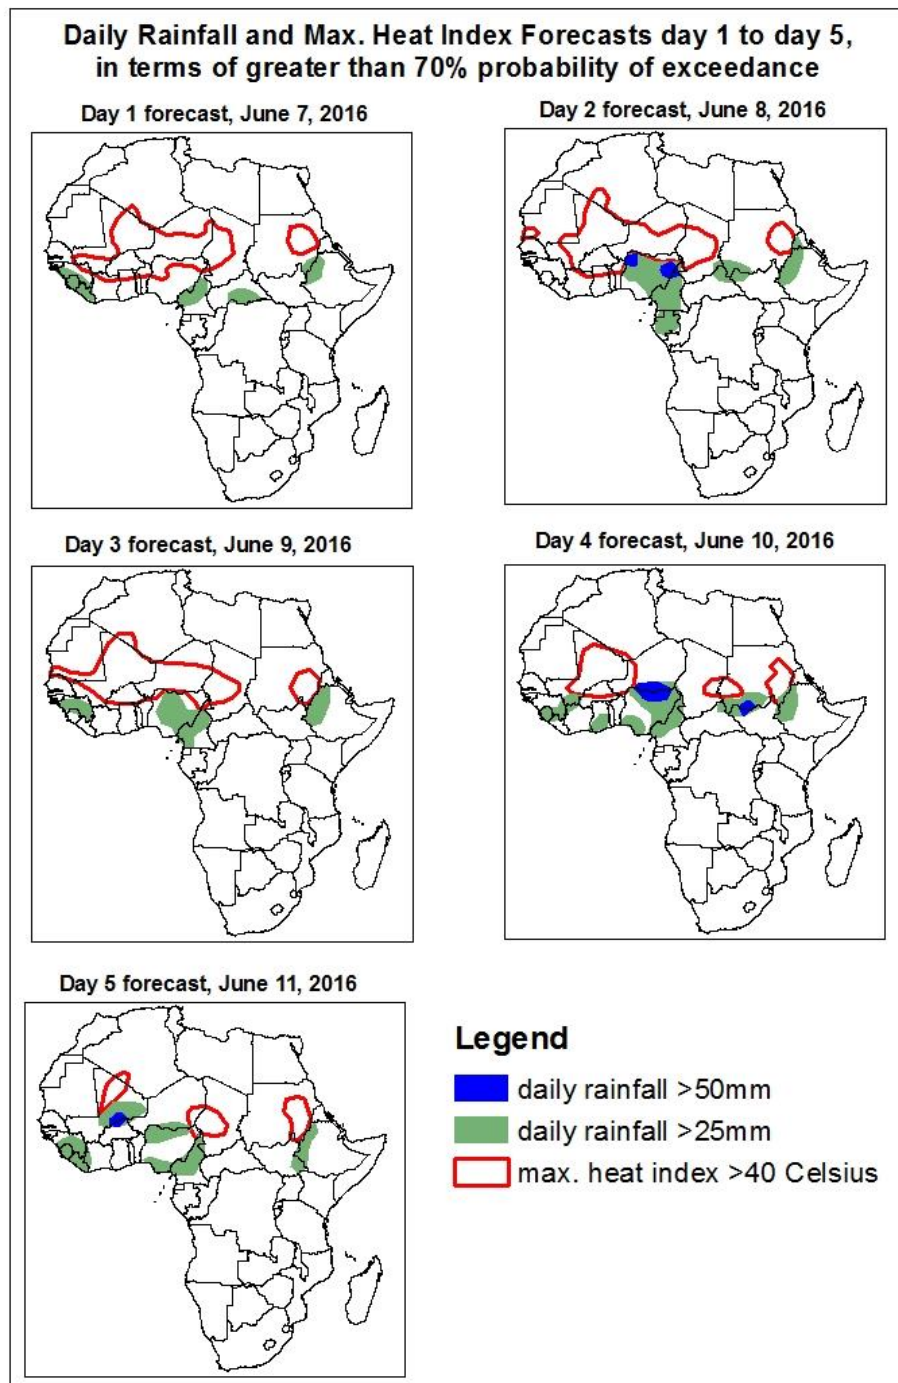 Daily Rainfall and Max. Heat Index Forecasts day 1 to day 5,
in terms of greater than 70% probability of exceedance
Day 1 forecast, June 7, 2016
Day 2 forecast, June 8, 2016
Day 3 forecast, June 9, 2016
Day 4 forecast, June 10, 2016
Day 5 forecast, June 11, 2016
Legend
daily rainfall >50mm
daily rainfall >25mm
max. heat index >40 Celsius